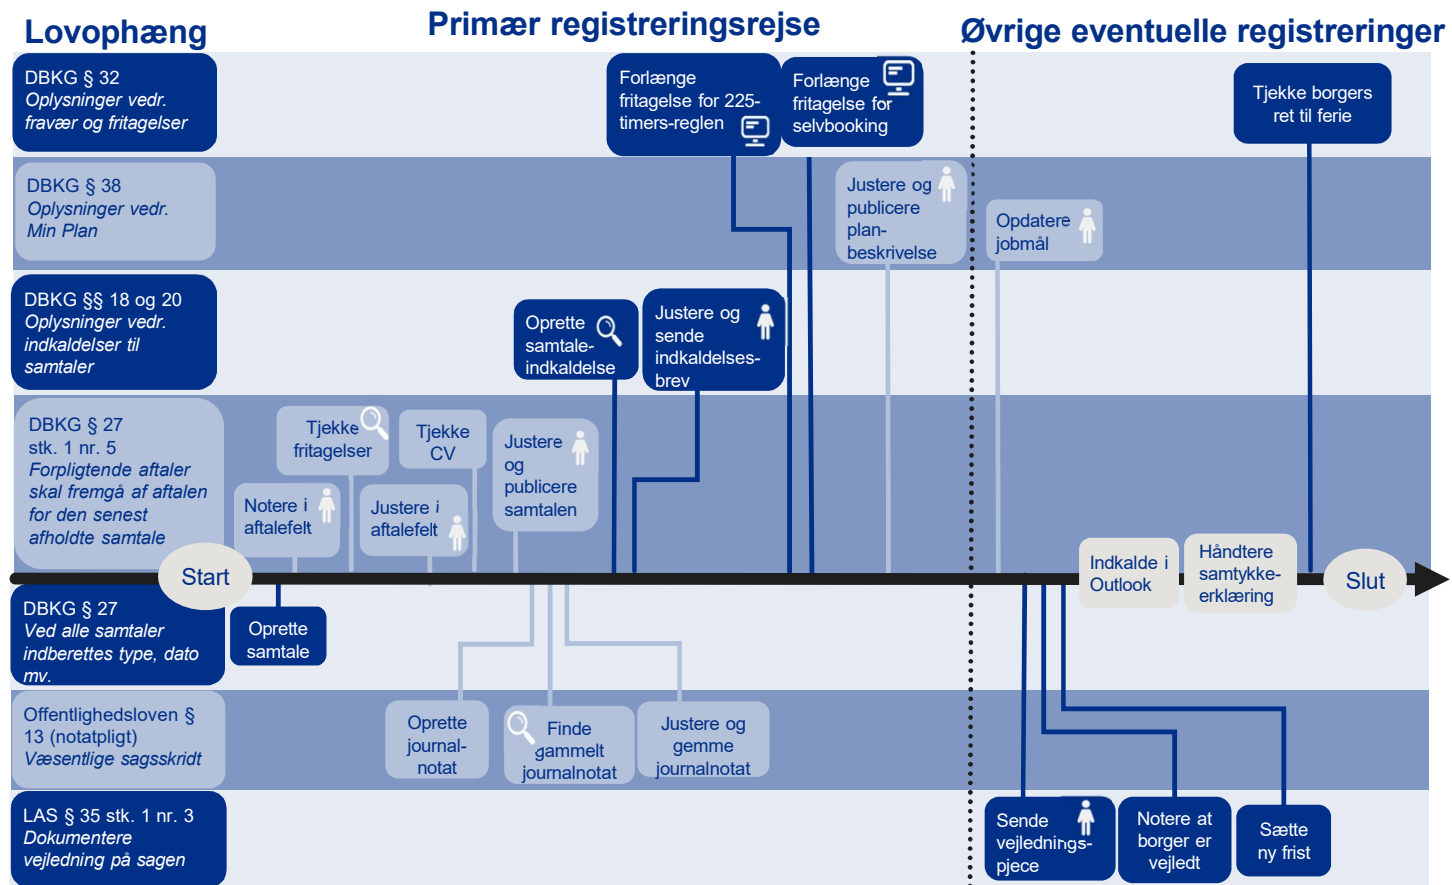 Lovophæng
Primær registreringsrejse
Øvrige eventuelle registreringer
DBKG § 32
Oplysninger vedr.
fravær og fritagelser
Forlænge
fritagelse for 225-
timers-reglen
Forlænge
fritagelse for
selvbooking
Tjekke borgers
ret til ferie
DBKG § 38
Oplysninger vedr.
Min Plan
Justere og
publicere
plan-
beskrivelse
Opdatere
jobmål
DBKG §§ 18 og 20
Oplysninger vedr.
indkaldelser til
samtaler
Oprette
samtale-
indkaldelse
Justere og
sende
indkaldelses-
brev
DBKG § 27
stk. 1 nr. 5
Forpligtende aftaler
skal fremgå af aftalen
for den senest
afholdte samtale
Notere i
aftalefelt
Tjekke
fritagelser
Justere i
aftalefelt
Tjekke
CV
Justere
og
publicere
samtalen
Start
Indkalde i
Outlook
Håndtere
samtykke-
erklæring
Slut
DBKG § 27
Ved alle samtaler
indberettes type, dato
mv.
Oprette
samtale
Offentlighedsloven §
13 (notatpligt)
Væsentlige sagsskridt
Oprette
journal-
notat
Finde
gammelt
journalnotat
Justere og
gemme
journalnotat
LAS § 35 stk. 1 nr. 3
Dokumentere
vejledning på sagen
Sende
vejlednings-
pjece
Notere at
borger er
vejledt
Sætte
ny frist